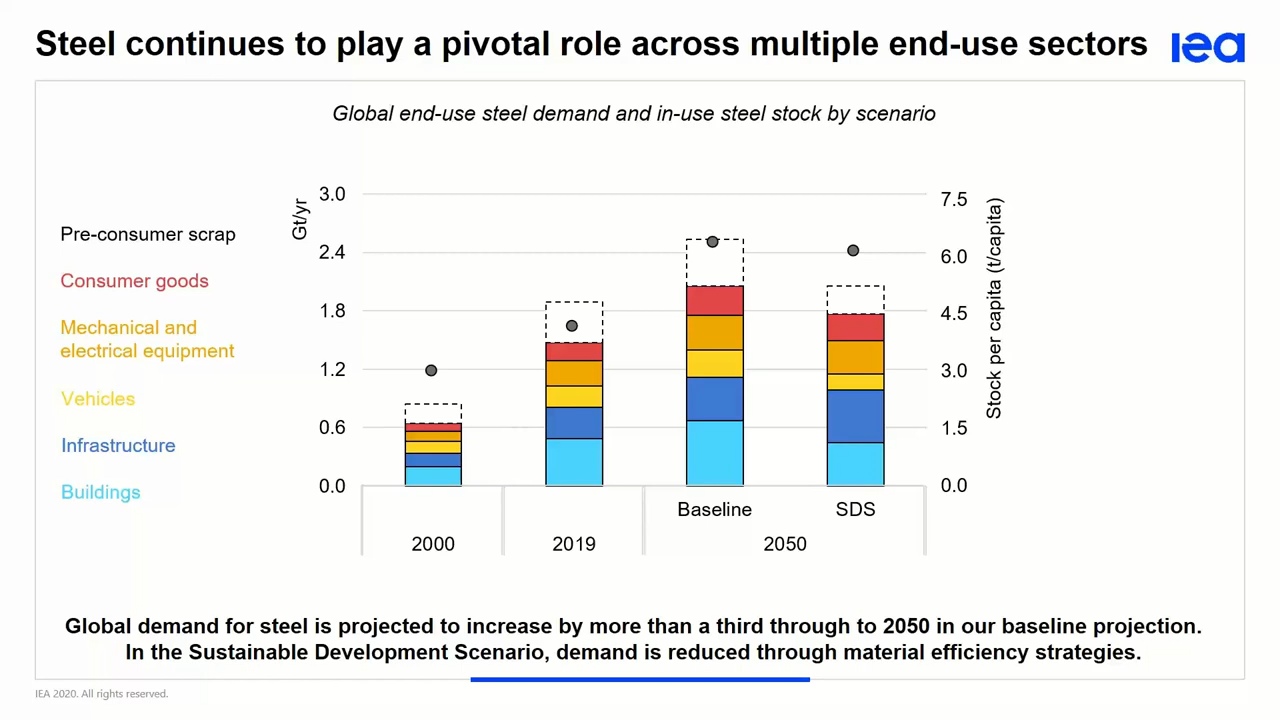 Steel continues to play a pivotal role across multiple end-use sectors
iea
Global end-use steel demand and in-use steel stock by scenario
Pre-consumer scrap
Consumer goods
Mechanical and
electrical equipment
Vehicles
Infrastructure
Buildings
Gt/yr
3.0
2.4
1.8
1.2
0.6
0.0
7.5
6.0
4.5
3.0
1.5
0.0
Stock per capita (t/capita)
Baseline
SDS
2000
2019
2050
Global demand for steel is projected to increase by more than a third through to 2050 in our baseline projection.
In the Sustainable Development Scenario, demand is reduced through material efficiency strategies.
IEA 2020. All rights reserved.